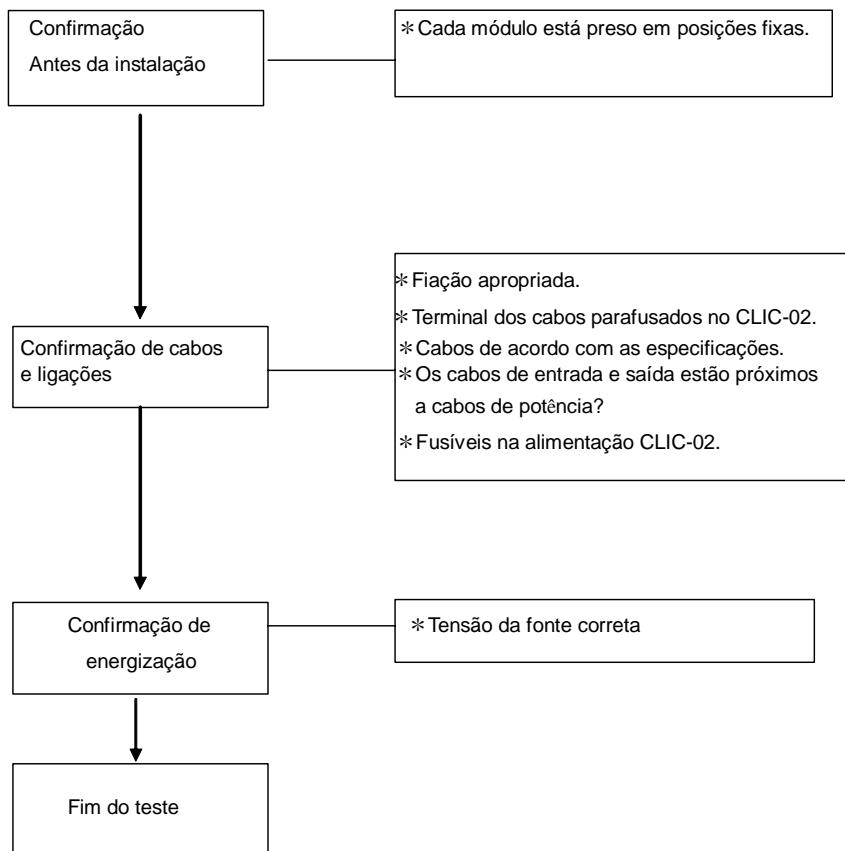 Confirmação
Antes da instalação
＊Cada módulo está preso em posições fixas.
＊Fiação apropriada.
＊Terminal dos cabos parafusados no CLIC-02.
＊Cabos de acordo com as especificações.
＊Os cabos de entrada e saída estão próximos
a cabos de potência?
＊Fusíveis na alimentação CLIC-02.
Confirmação de cabos
e ligações
Confirmação de
energização
＊Tensão da fonte correta
Fim do teste